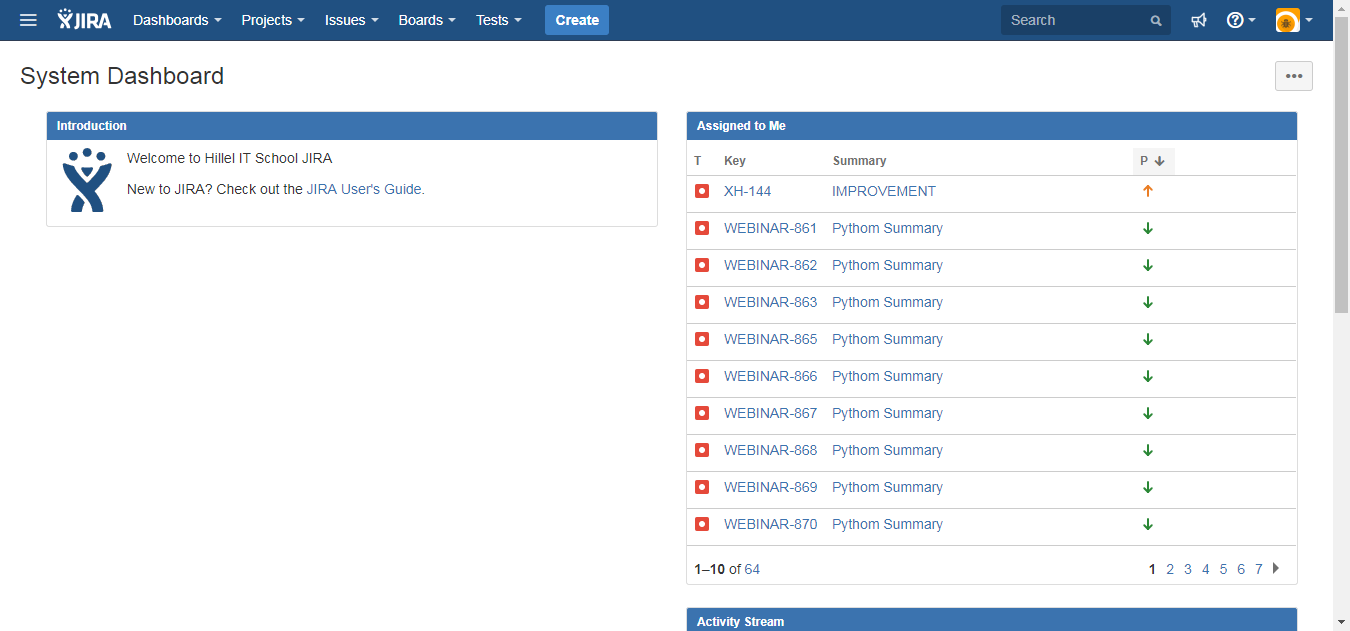 JIRA Dashboards Projects Issues Boards Tests Create Search
System Dashboard
Introduction
Welcome to Hillel IT School JIRA
New to JIRA? Check out the JIRA User's Guide.
Assigned to Me
T Key Summary P
XH-144 IMPROVEMENT
WEBINAR-861 Pythom Summary
WEBINAR-862 Pythom Summary
WEBINAR-863 Pythom Summary
WEBINAR-865 Pythom Summary
WEBINAR-866 Pythom Summary
WEBINAR-867 Pythom Summary
WEBINAR-868 Pythom Summary
WEBINAR-869 Pythom Summary
WEBINAR-870 Pythom Summary
1–10 of 64 1 2 3 4 5 6 7
Activity Stream